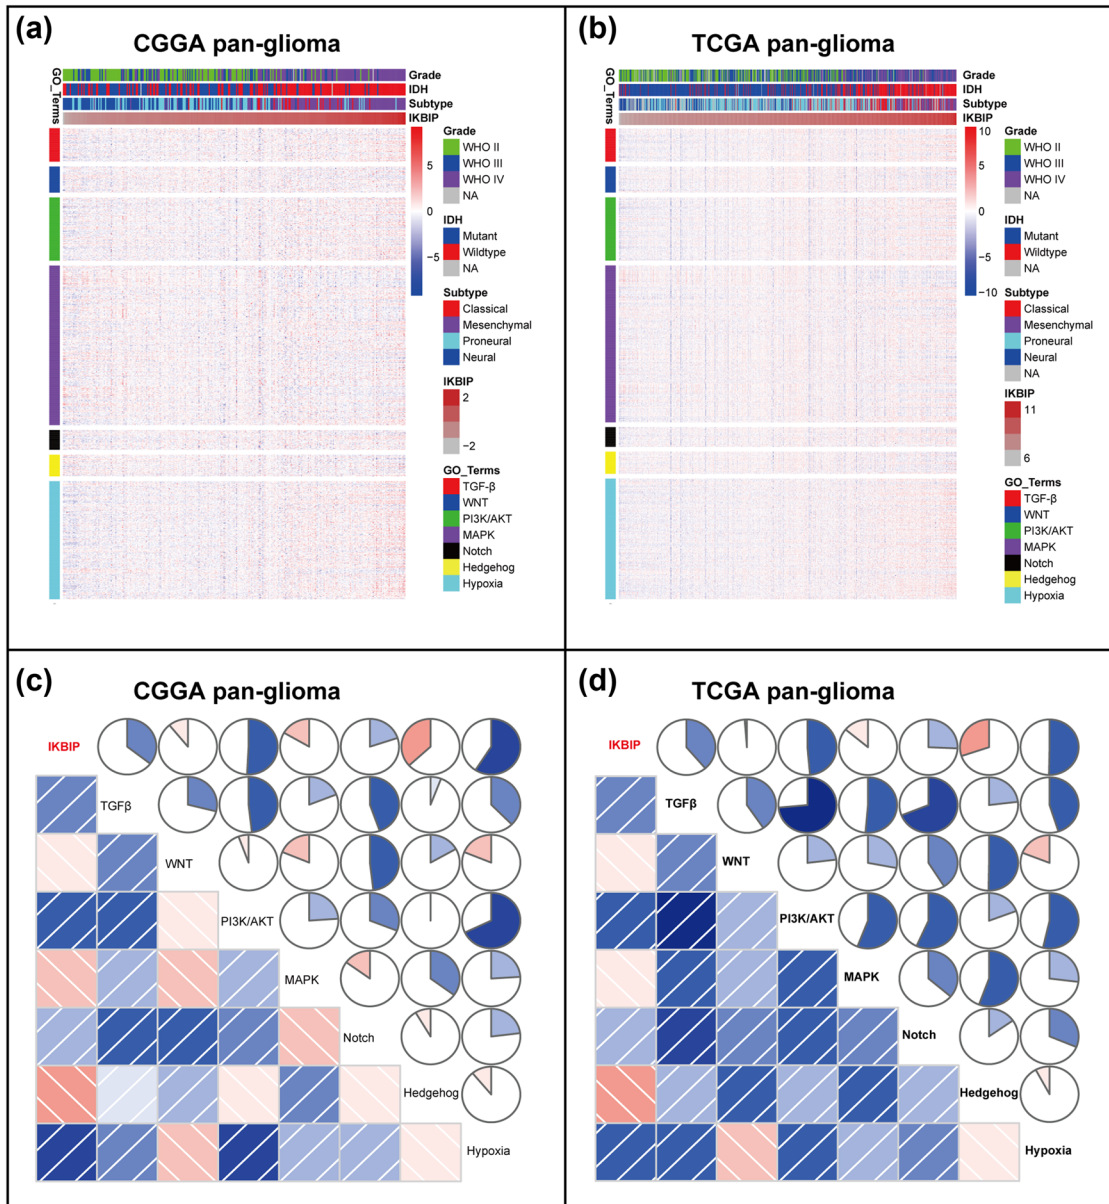 (a)
CGGA pan-glioma
GO_Terms
Grade
IDH
Subtype
IKBIP
5
0
−5
Grade
WHO II
WHO III
WHO IV
NA
IDH
Mutant
Wildtype
NA
Subtype
Classical
Mesenchymal
Proneural
Neural
IKBIP
2
−2
GO_Terms
TGF-β
WNT
PI3K/AKT
MAPK
Notch
Hedgehog
Hypoxia
(b)
TCGA pan-glioma
GO_Terms
Grade
IDH
Subtype
IKBIP
10
5
0
−5
−10
Grade
WHO II
WHO III
WHO IV
NA
IDH
Mutant
Wildtype
NA
Subtype
Classical
Mesenchymal
Proneural
Neural
NA
IKBIP
11
6
GO_Terms
TGF-β
WNT
PI3K/AKT
MAPK
Notch
Hedgehog
Hypoxia
(c)
CGGA pan-glioma
IKBIP
TGFβ
WNT
PI3K/AKT
MAPK
Notch
Hedgehog
Hypoxia
(d)
TCGA pan-glioma
IKBIP
TGFβ
WNT
PI3K/AKT
MAPK
Notch
Hedgehog
Hypoxia